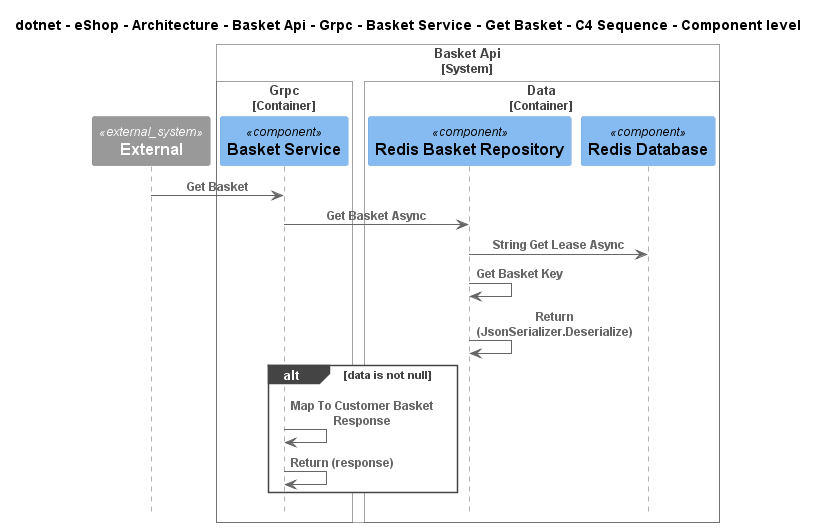 dotnet - eShop - Architecture - Basket Api - Grpc - Basket Service - Get Basket - C4 Sequence - Component level
Basket Api
[System]
Grpc
[Container]
Data
[Container]
«external_system»
External
«component»
Basket Service
«component»
Redis Basket Repository
«component»
Redis Database
Get Basket
Get Basket Async
String Get Lease Async
Get Basket Key
Return
(JsonSerializer.Deserialize)
alt
[data is not null]
Map To Customer Basket
Response
Return (response)